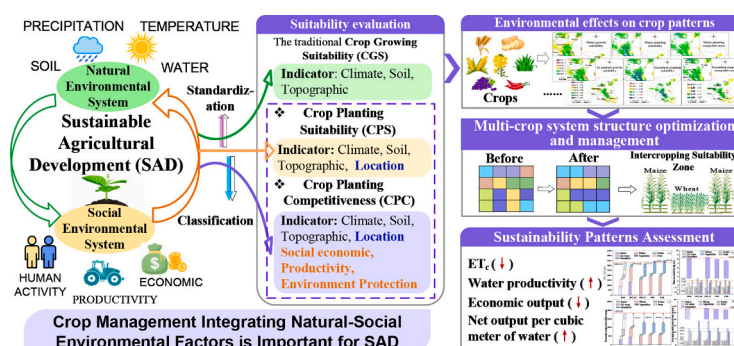 PRECIPITATION
TEMPERATURE
SOIL
WATER
Natural
Environmental
System
Sustainable
Agricultural
Development (SAD)
Social
Environmental
System
HUMAN
ACTIVITY
PRODUCTIVITY
ECONOMIC
Standardiz-
ation
Classification
Crop Management Integrating Natural-Social
Environmental Factors is Important for SAD
Suitability evaluation
The traditional Crop Growing
Suitability (CGS)
Indicator: Climate, Soil,
Topographic
❖ Crop Planting
Suitability (CPS)
Indicator: Climate, Soil,
Topographic, Location
❖ Crop Planting
Competitiveness (CPC)
Indicator: Climate, Soil,
Topographic, Location
Social economic,
Productivity,
Environment Protection
Environmental effects on crop patterns
Crops
......
Multi-crop system structure optimization
and management
Before
After
Intercropping Suitability
Zone
Maize
Wheat
Maize
Sustainability Patterns Assessment
ETc (↓)
Water productivity (↑)
Economic output (↓)
Net output per cubic
meter of water (↑)